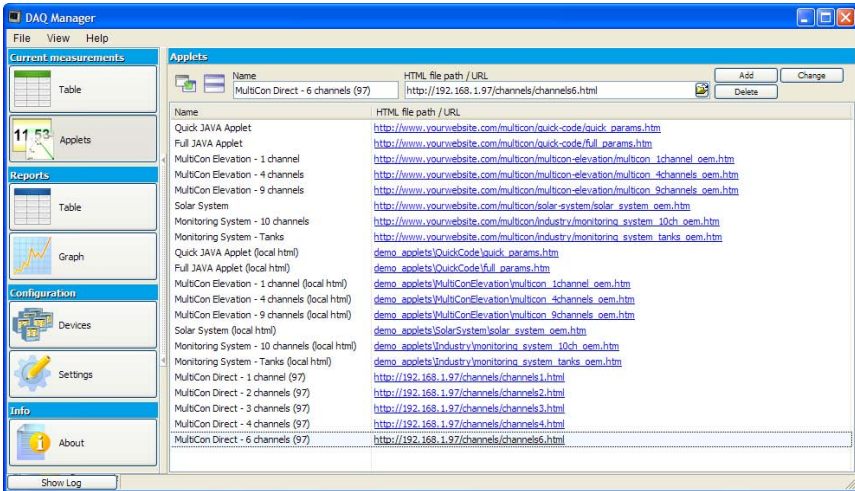 DAQ Manager
File View Help
Current measurements
Table
11 53
Applets
Reports
Table
Graph
Configuration
Devices
Settings
Info
About
Show Log
Applets
Name HTML file path / URL
MultiCon Direct - 6 channels (97) http://192.168.1.97/channels/channels6.html Add Change
Delete
Name HTML file path / URL
Quick JAVA Applet http://www.yourwebsite.com/multicon/quick-code/quick_params.htm
Full JAVA Applet http://www.yourwebsite.com/multicon/quick-code/full_params.htm
MultiCon Elevation - 1 channel http://www.yourwebsite.com/multicon/multicon-elevation/multicon_1channel_oem.htm
MultiCon Elevation - 4 channels http://www.yourwebsite.com/multicon/multicon-elevation/multicon_4channels_oem.htm
MultiCon Elevation - 9 channels http://www.yourwebsite.com/multicon/multicon-elevation/multicon_9channels_oem.htm
Solar System http://www.yourwebsite.com/multicon/solar-system/solar_system_oem.htm
Monitoring System - 10 channels http://www.yourwebsite.com/multicon/industry/monitoring_system_10ch_oem.htm
Monitoring System - Tanks http://www.yourwebsite.com/multicon/industry/monitoring_system_tanks_oem.htm
Quick JAVA Applet (local html) demo_applets\QuickCode\quick_params.htm
Full JAVA Applet (local html) demo_applets\QuickCode\full_params.htm
MultiCon Elevation - 1 channel (local html) demo_applets\MultiConElevation\multicon_1channel_oem.htm
MultiCon Elevation - 4 channels (local html) demo_applets\MultiConElevation\multicon_4channels_oem.htm
MultiCon Elevation - 9 channels (local html) demo_applets\MultiConElevation\multicon_9channels_oem.htm
Solar System (local html) demo_applets\SolarSystem\solar_system_oem.htm
Monitoring System - 10 channels (local html) demo_applets\Industry\monitoring_system_10ch_oem.htm
Monitoring System - Tanks (local html) demo_applets\Industry\monitoring_system_tanks_oem.htm
MultiCon Direct - 1 channel (97) http://192.168.1.97/channels/channels1.html
MultiCon Direct - 2 channels (97) http://192.168.1.97/channels/channels2.html
MultiCon Direct - 3 channels (97) http://192.168.1.97/channels/channels3.html
MultiCon Direct - 4 channels (97) http://192.168.1.97/channels/channels4.html
MultiCon Direct - 6 channels (97) http://192.168.1.97/channels/channels6.html